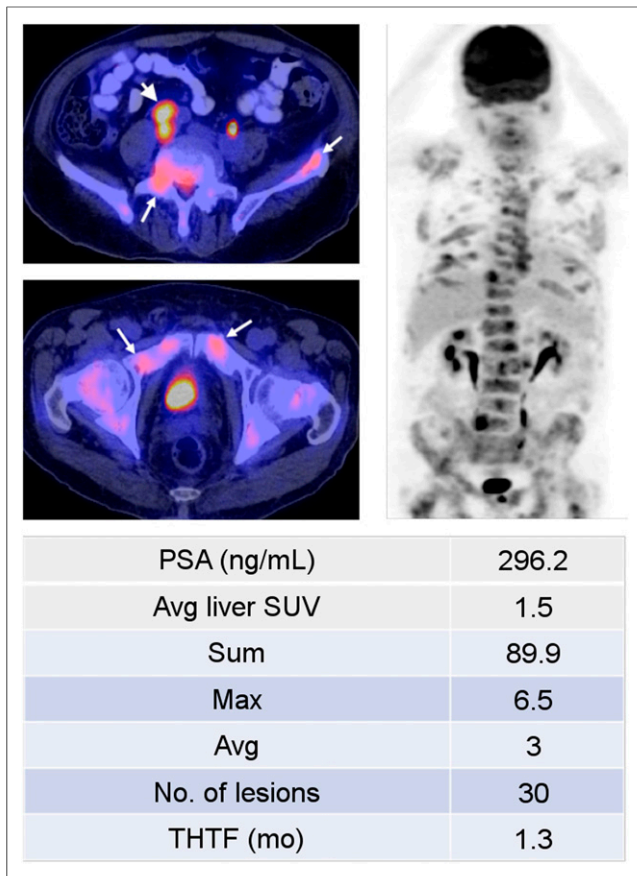 PSA (ng/mL) 296.2
Avg liver SUV 1.5
Sum 89.9
Max 6.5
Avg 3
No. of lesions 30
THTF (mo) 1.3